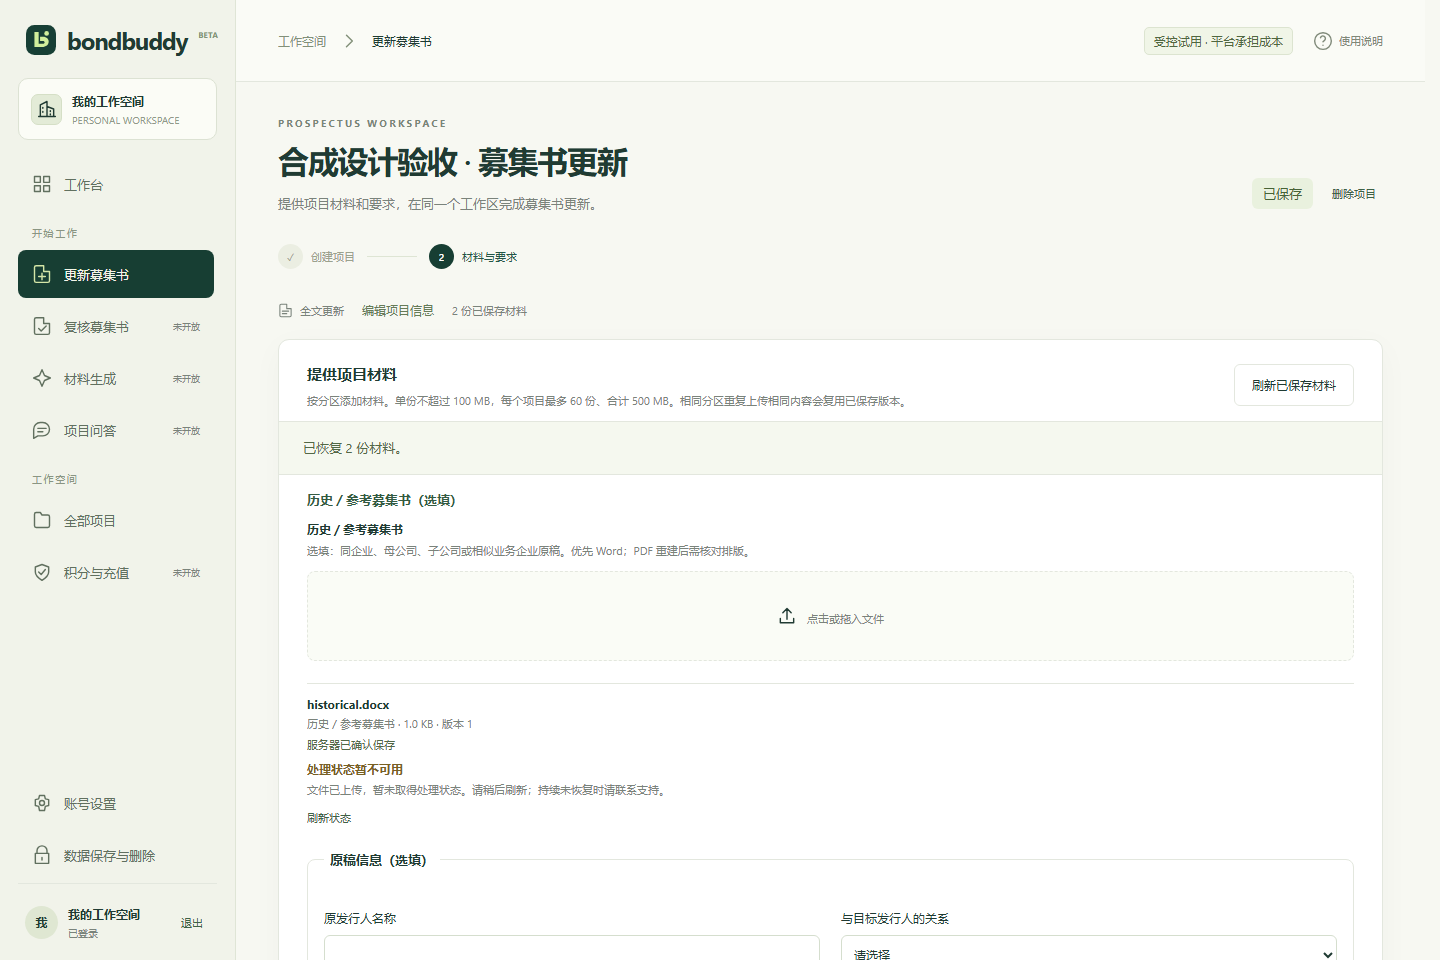 bondbuddy BETA
我的工作空间
PERSONAL WORKSPACE
工作台
开始工作
更新募集书
复核募集书 未开放
材料生成 未开放
项目问答 未开放
工作空间
全部项目
积分与充值 未开放
账号设置
数据保存与删除
我 我的工作空间
已登录
退出
工作空间 更新募集书
受控试用 · 平台承担成本
使用说明
PROSPECTUS WORKSPACE
合成设计验收 · 募集书更新
提供项目材料和要求，在同一个工作区完成募集书更新。
已保存 删除项目
✓ 创建项目 2 材料与要求
全文更新 编辑项目信息 2 份已保存材料
提供项目材料
按分区添加材料。单份不超过 100 MB，每个项目最多 60 份、合计 500 MB。相同分区重复上传相同内容会复用已保存版本。
刷新已保存材料
已恢复 2 份材料。
历史 / 参考募集书（选填）
历史 / 参考募集书
选填：同企业、母公司、子公司或相似业务企业原稿。优先 Word；PDF 重建后需核对排版。
点击或拖入文件
historical.docx
历史 / 参考募集书 · 1.0 KB · 版本 1
服务器已确认保存
处理状态暂不可用
文件已上传，暂未取得处理状态。请稍后刷新；持续未恢复时请联系支持。
刷新状态
原稿信息（选填）
原发行人名称 与目标发行人的关系
请选择